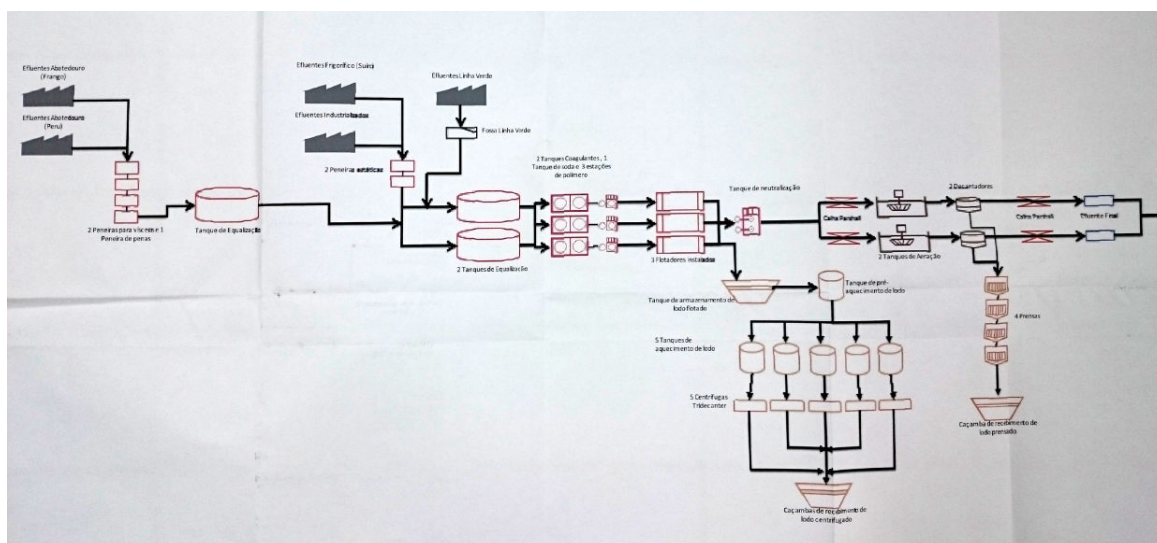 Efluentes Abatedouro
(Frango)
Efluentes Abatedouro
(Peru)
2 Peneiras para vísceras e 1
Peneira de penas
Tanque de Equalização
Efluentes Frigorífico (Suín)
Efluentes Industrializados
2 Peneiras estáticas
Efluentes Linha Verde
Fossa Linha Verde
2 Tanques de Equalização
2 Tanques Coagulantes, 1
Tanque de soda e 3 estações
de polímero
3 Flotadores Instalados
Tanque de neutralização
Calha Parshall
Calha Parshall
2 Tanques de Aeração
2 Decantadores
Calha Parshall
Efluente Final
Tanque de armazenamento de
lodo flotado
Tanque de pré-
aquecimento de lodo
5 Tanques de
aquecimento de lodo
5 Centrífugas
Tridecanter
Caçambas de recebimento de
lodo centrifugado
4 Prensas
Caçamba de recebimento de
lodo prensado